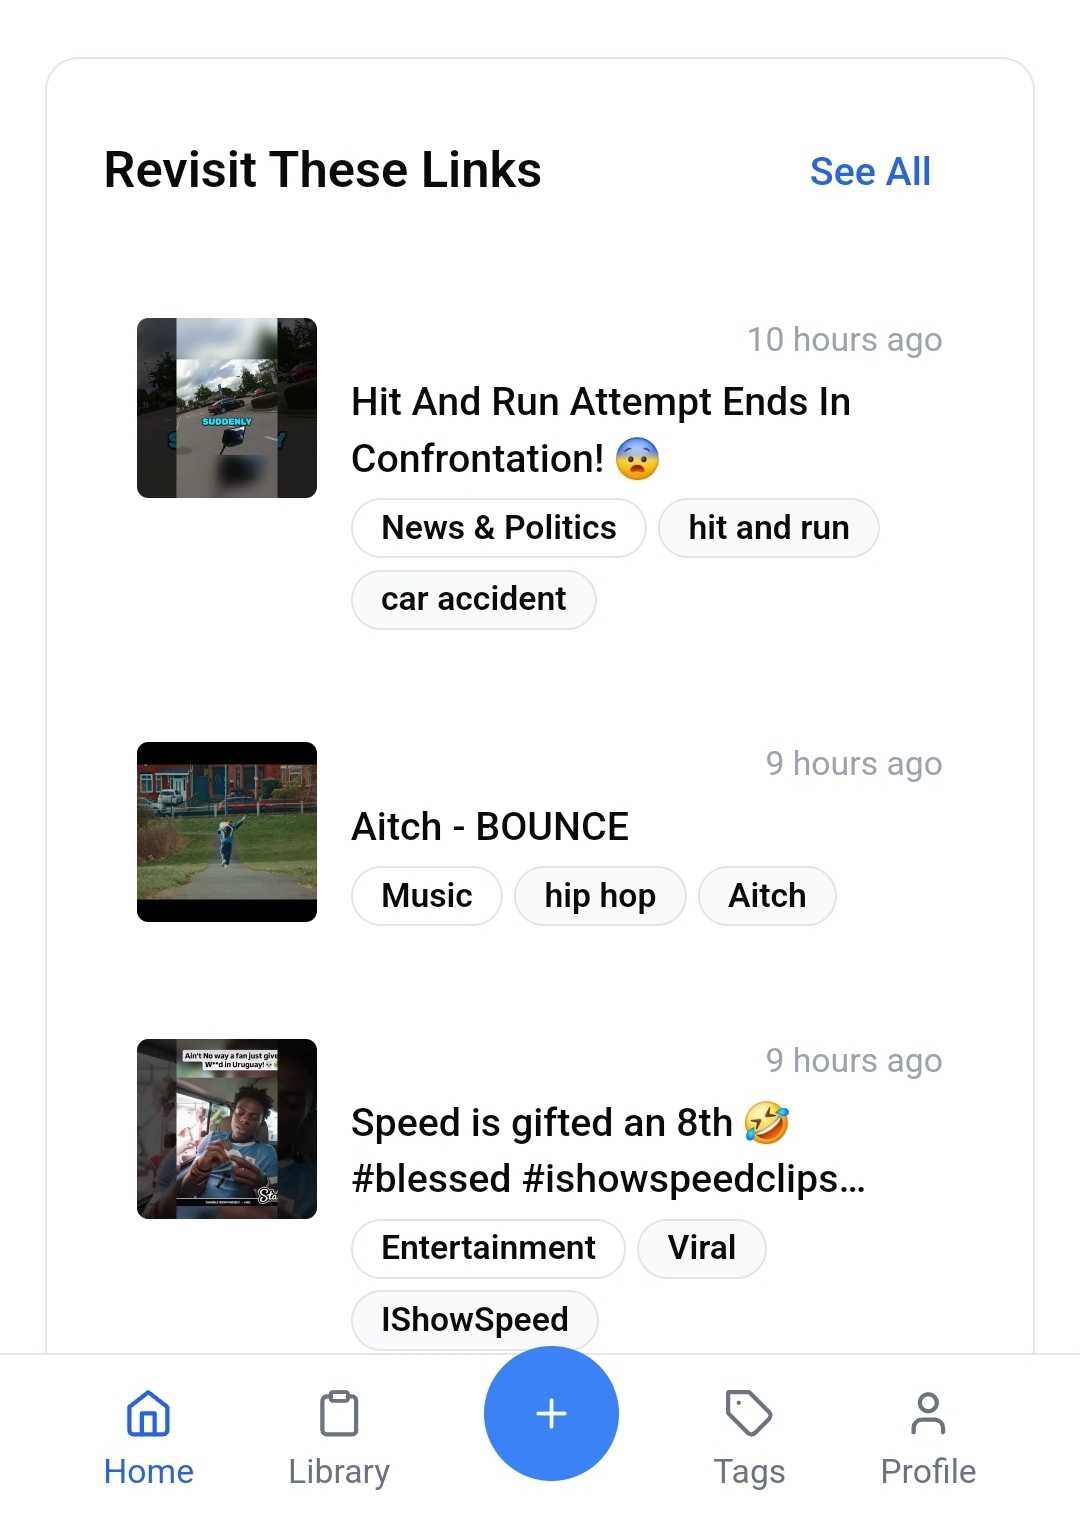 Revisit These Links
See All
10 hours ago
SUDDENLY
Hit And Run Attempt Ends In
Confrontation! 😨
News & Politics
hit and run
car accident
9 hours ago
Aitch - BOUNCE
Music
hip hop
Aitch
9 hours ago
Ain't No way a fan just give
W**d in Uruguay!
Sta
Speed is gifted an 8th 🤣
#blessed #ishowspeedclips...
Entertainment
Viral
IShowSpeed
+
Home
Library
Tags
Profile